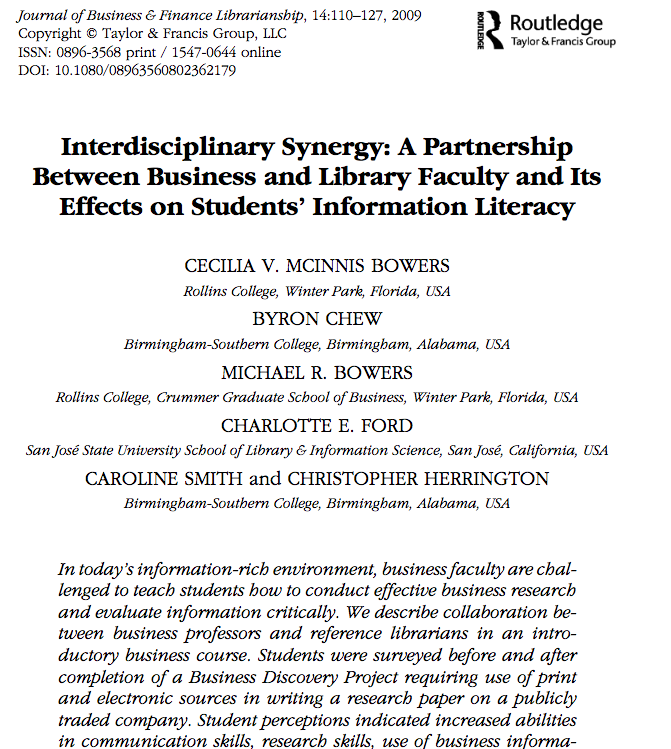 Journal of Business & Finance Librarianship, 14:110–127, 2009
Copyright © Taylor & Francis Group, LLC
ISSN: 0896-3568 print / 1547-0644 online
DOI: 10.1080/08963560802362179
ROUTLEDGE
Routledge
Taylor & Francis Group
Interdisciplinary Synergy: A Partnership
Between Business and Library Faculty and Its
Effects on Students’ Information Literacy
CECILIA V. MCINNIS BOWERS
Rollins College, Winter Park, Florida, USA
BYRON CHEW
Birmingham-Southern College, Birmingham, Alabama, USA
MICHAEL R. BOWERS
Rollins College, Crummer Graduate School of Business, Winter Park, Florida, USA
CHARLOTTE E. FORD
San José State University School of Library & Information Science, San José, California, USA
CAROLINE SMITH and CHRISTOPHER HERRINGTON
Birmingham-Southern College, Birmingham, Alabama, USA
In today’s information-rich environment, business faculty are chal-
lenged to teach students how to conduct effective business research
and evaluate information critically. We describe collaboration be-
tween business professors and reference librarians in an intro-
ductory business course. Students were surveyed before and after
completion of a Business Discovery Project requiring use of print
and electronic sources in writing a research paper on a publicly
traded company. Student perceptions indicated increased abilities
in communication skills, research skills, use of business informa-